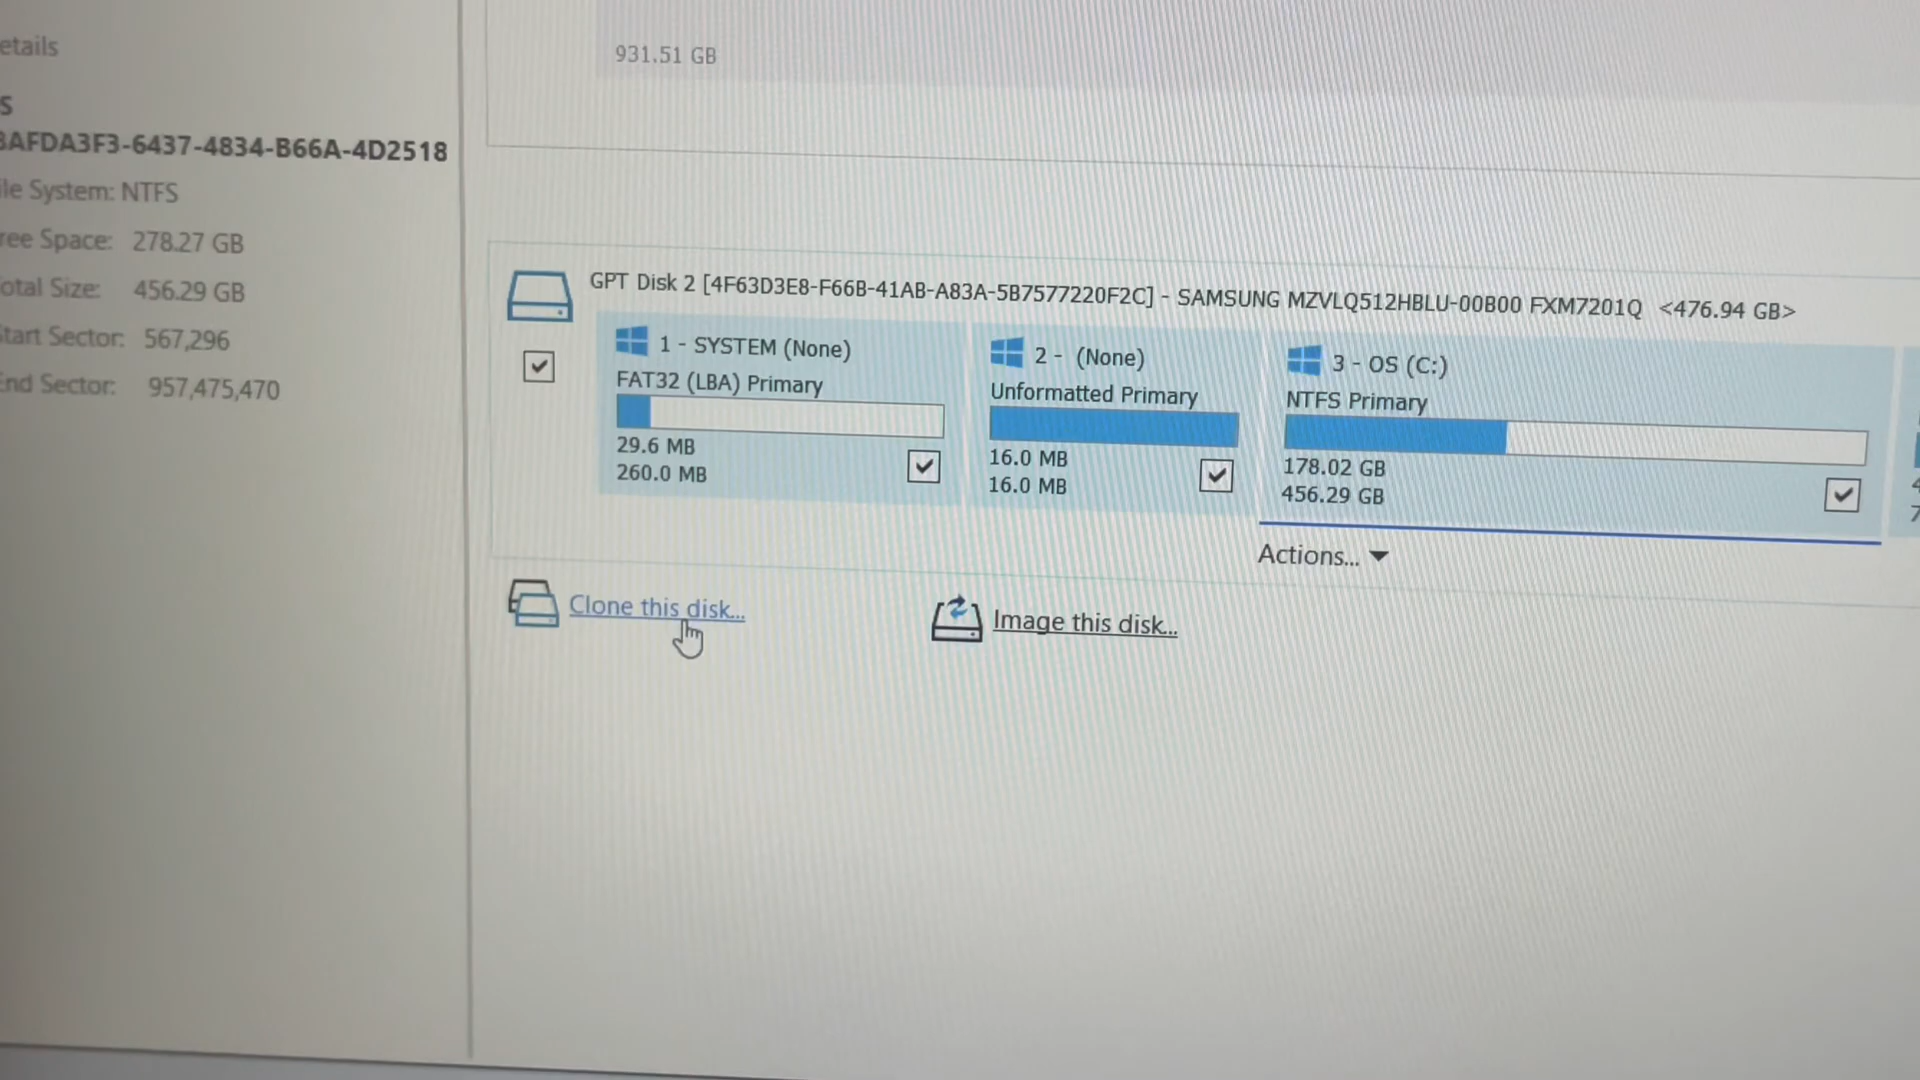 etails
S
3AFDA3F3-6437-4834-B66A-4D2518
ile System: NTFS
ree Space: 278.27 GB
otal Size: 456.29 GB
tart Sector: 567,296
End Sector: 957,475,470
931.51 GB
GPT Disk 2 [4F63D3E8-F66B-41AB-A83A-5B7577220F2C] - SAMSUNG MZVLQ512HBLU-00B00 FXM7201Q <476.94 GB>
1 - SYSTEM (None)
FAT32 (LBA) Primary
29.6 MB
260.0 MB
2 - (None)
Unformatted Primary
16.0 MB
16.0 MB
3 - OS (C:)
NTFS Primary
178.02 GB
456.29 GB
Actions...
Clone this disk...
Image this disk...